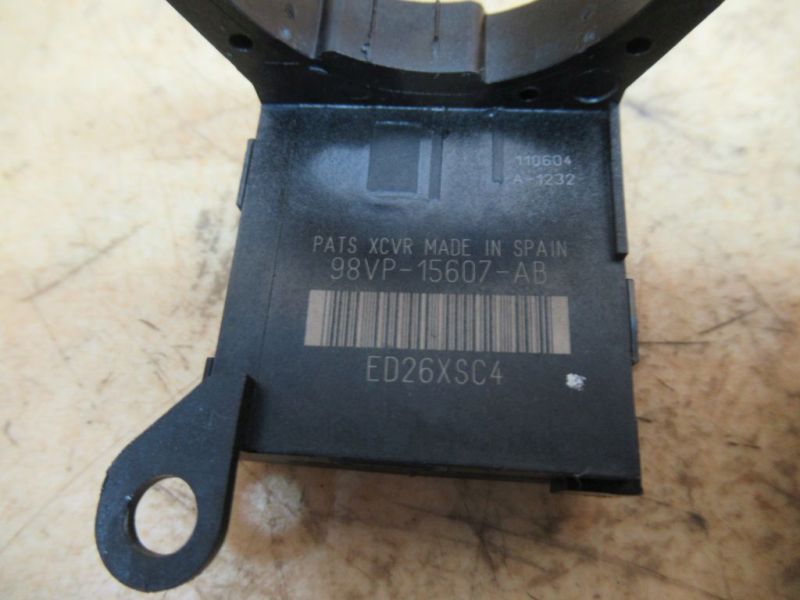 110604
A-1232
PATS XCVR MADE IN SPAIN
98VP-15607-AB
ED26XSC4